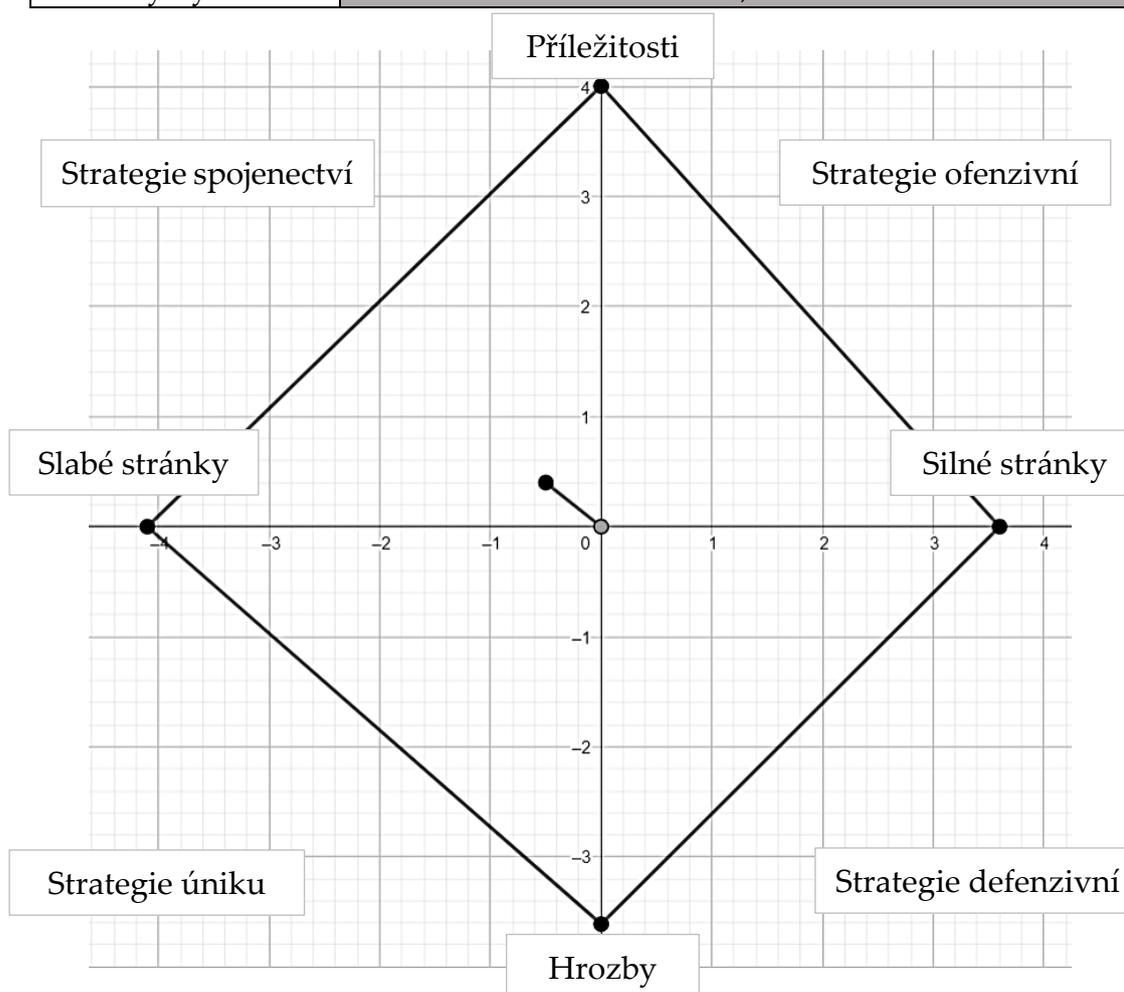 Příležitosti
4
Strategie spojenectví
Strategie ofenzivní
3
2
1
Slabé stránky
Silné stránky
–4
–3
–2
–1
0
1
2
3
4
–1
–2
–3
Strategie úniku
Strategie defenzivní
Hrozby